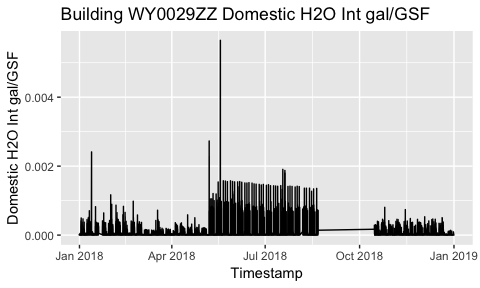 Building WY0029ZZ Domestic H2O Int gal/GSF
Domestic H2O Int gal/GSF
0.004
0.002
0.000
Jan 2018
Apr 2018
Jul 2018
Oct 2018
Jan 2019
Timestamp